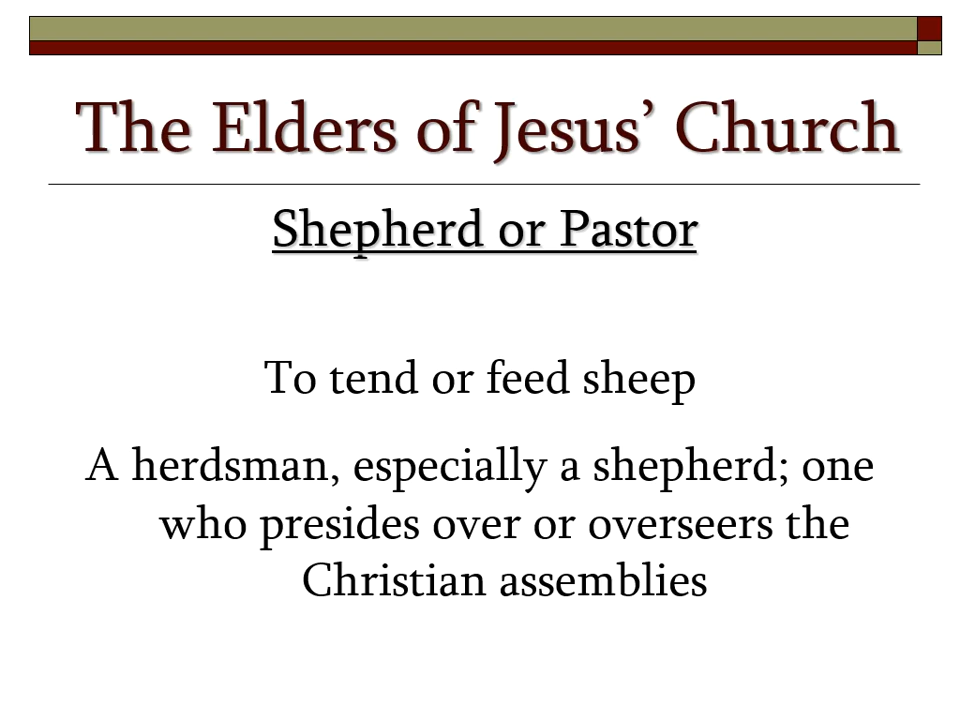 The Elders of Jesus’ Church
Shepherd or Pastor
To tend or feed sheep
A herdsman, especially a shepherd; one
who presides over or overseers the
Christian assemblies